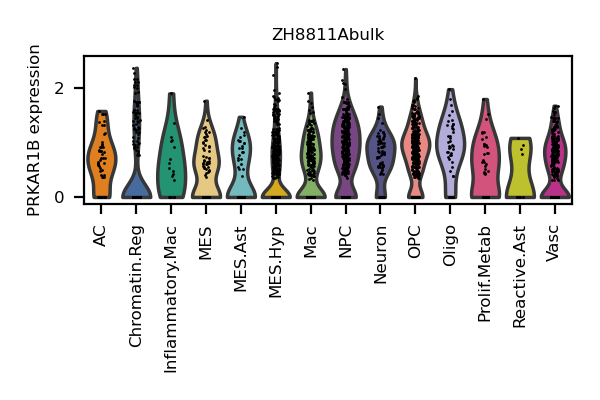 ZH8811Abulk
PRKAR1B expression
2
0
AC
Chromatin.Reg
Inflammatory.Mac
MES
MES.Ast
MES.Hyp
Mac
NPC
Neuron
OPC
Oligo
Prolif.Metab
Reactive.Ast
Vasc